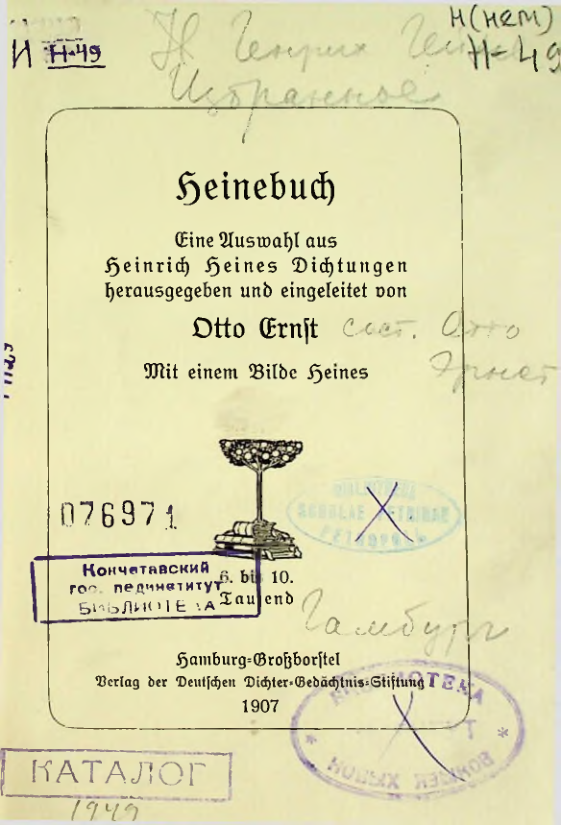 Н(нем)
Н-49
И Н-49
Генрих
Избранное
Heinebuch
Eine Auswahl aus
Heinrich Heines Dichtungen
herausgegeben und eingeleitet von
Otto Ernst сост. Отто
Эрнст
Mit einem Bilde Heines
076971
Кокчетавский
гос. пединститут
БИБЛИОТЕКА
6. bis 10.
Tausend
Гамбург
Hamburg-Großborstel
Verlag der Deutschen Dichter-Gedächtnis-Stiftung
1907
БИБЛИОТЕКА
КАТАЛОГ
1949